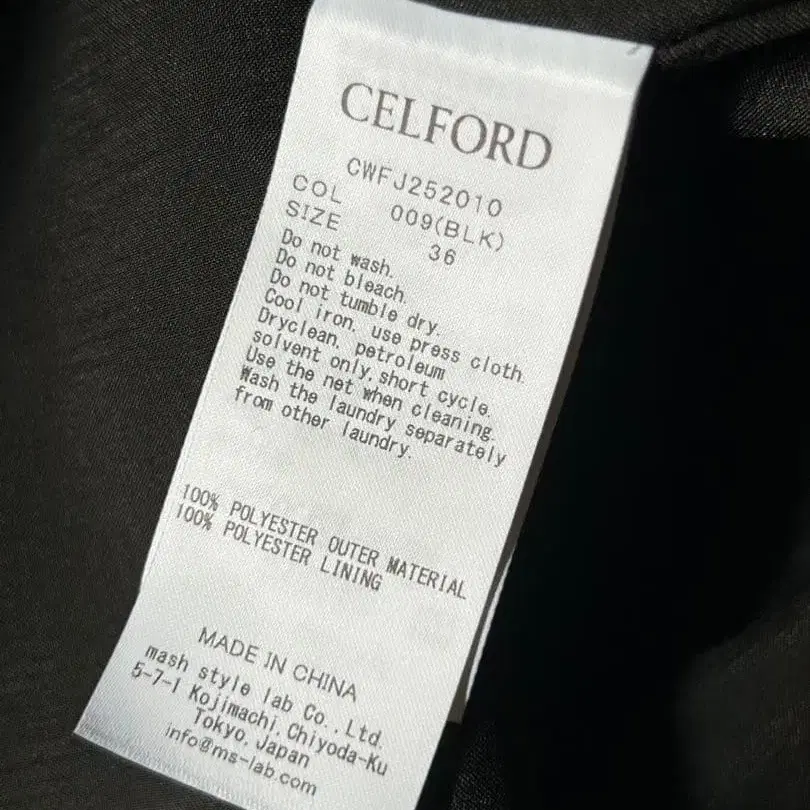 CELFORD
CWFJ252010
COL 009(BLK)
SIZE 36
Do not wash.
Do not bleach.
Do not tumble dry.
Cool iron, use press cloth.
Dryclean, petroleum
solvent only, short cycle.
Use the net when cleaning.
Wash the laundry separately
from other laundry.
100% POLYESTER OUTER MATERIAL
100% POLYESTER LINING
MADE IN CHINA
mash style lab Co., Ltd.
5-7-1 Kojimachi, Chiyoda-Ku
Tokyo, Japan
info@ms-lab.com